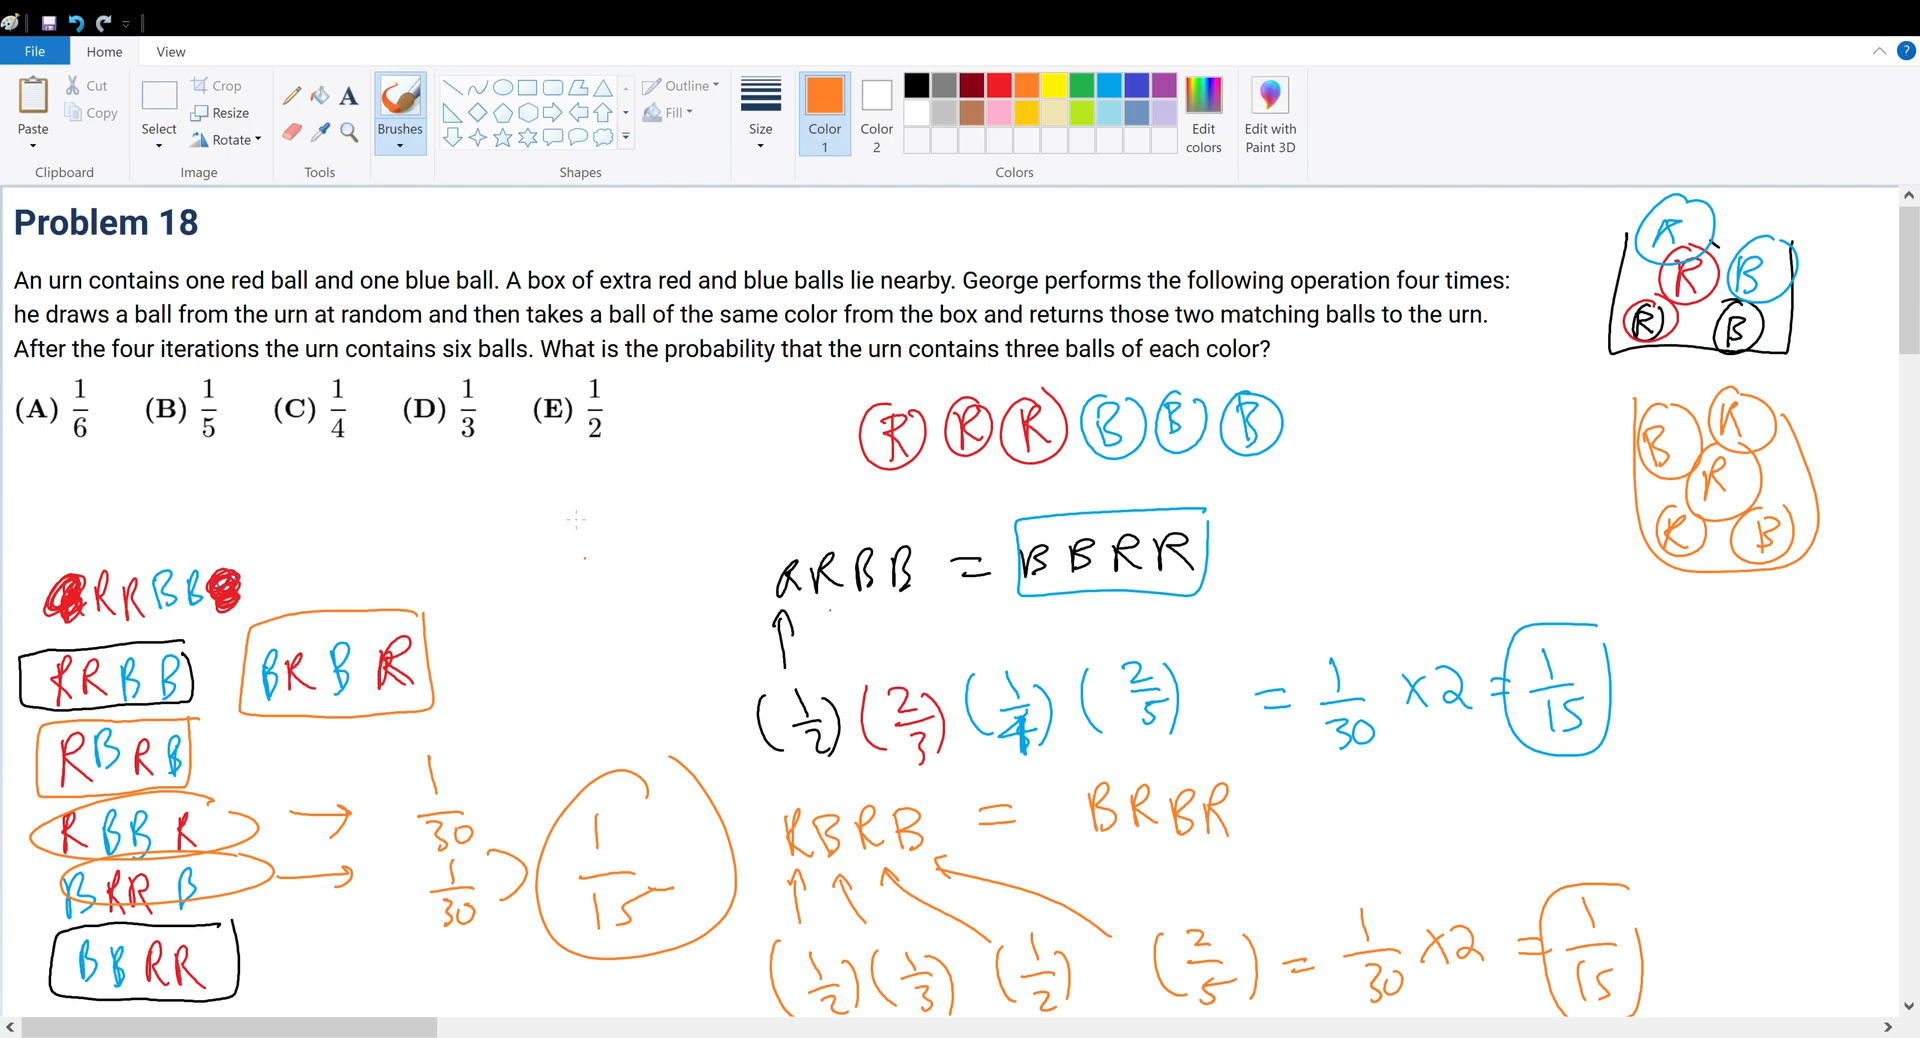 File Home View
Cut
Copy
Paste
Clipboard
Select
Crop
Resize
Rotate
Image
A
Tools
Brushes
Outline
Fill
Shapes
Size
Color 1
Color 2
Edit colors
Edit with Paint 3D
Colors
Problem 18
An urn contains one red ball and one blue ball. A box of extra red and blue balls lie nearby. George performs the following operation four times:
he draws a ball from the urn at random and then takes a ball of the same color from the box and returns those two matching balls to the urn.
After the four iterations the urn contains six balls. What is the probability that the urn contains three balls of each color?
(A) 1/6 (B) 1/5 (C) 1/4 (D) 1/3 (E) 1/2
R
R B
R B
R R R B B B
B R
R
R B
RRBB = BBRR
RRBB
RRBB BRBR
(1/2) (2/3) (1/4) (2/5) = 1/30 ×2 = 1/15
RBRB
RBBR → 1/30
RBRB = BRBR
BRRB → 1/30
1/15
BBRR
(1/2) (1/3) (1/2) (2/5) = 1/30 ×2 = 1/15